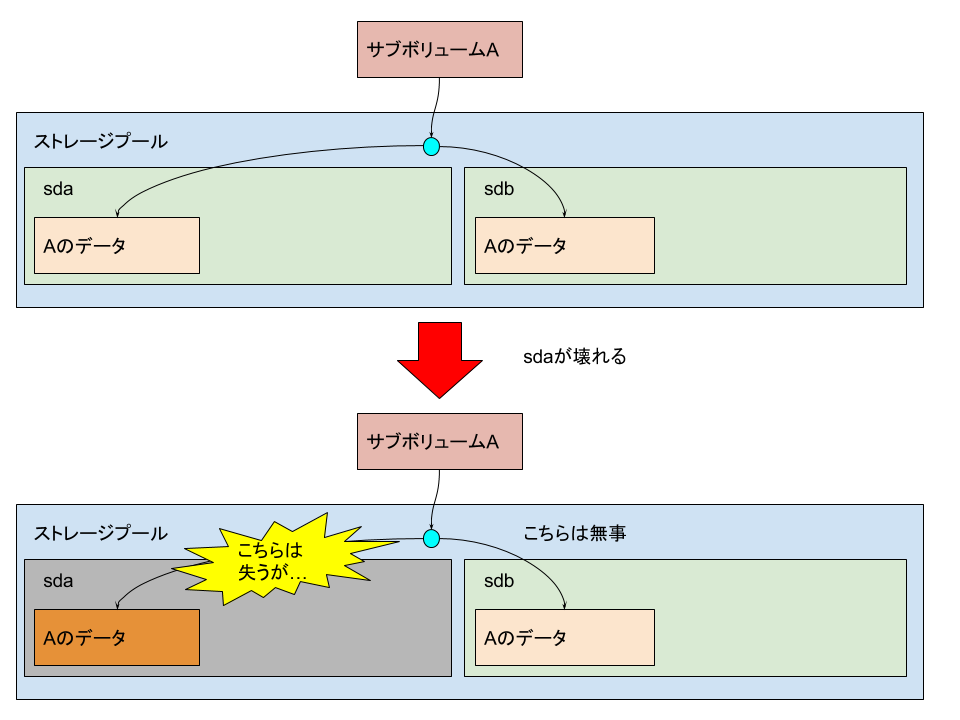 サブボリュームA
ストレージプール
sda
sdb
Aのデータ
Aのデータ
sdaが壊れる
サブボリュームA
ストレージプール
こちらは無事
こちらは
失うが…
sda
sdb
Aのデータ
Aのデータ